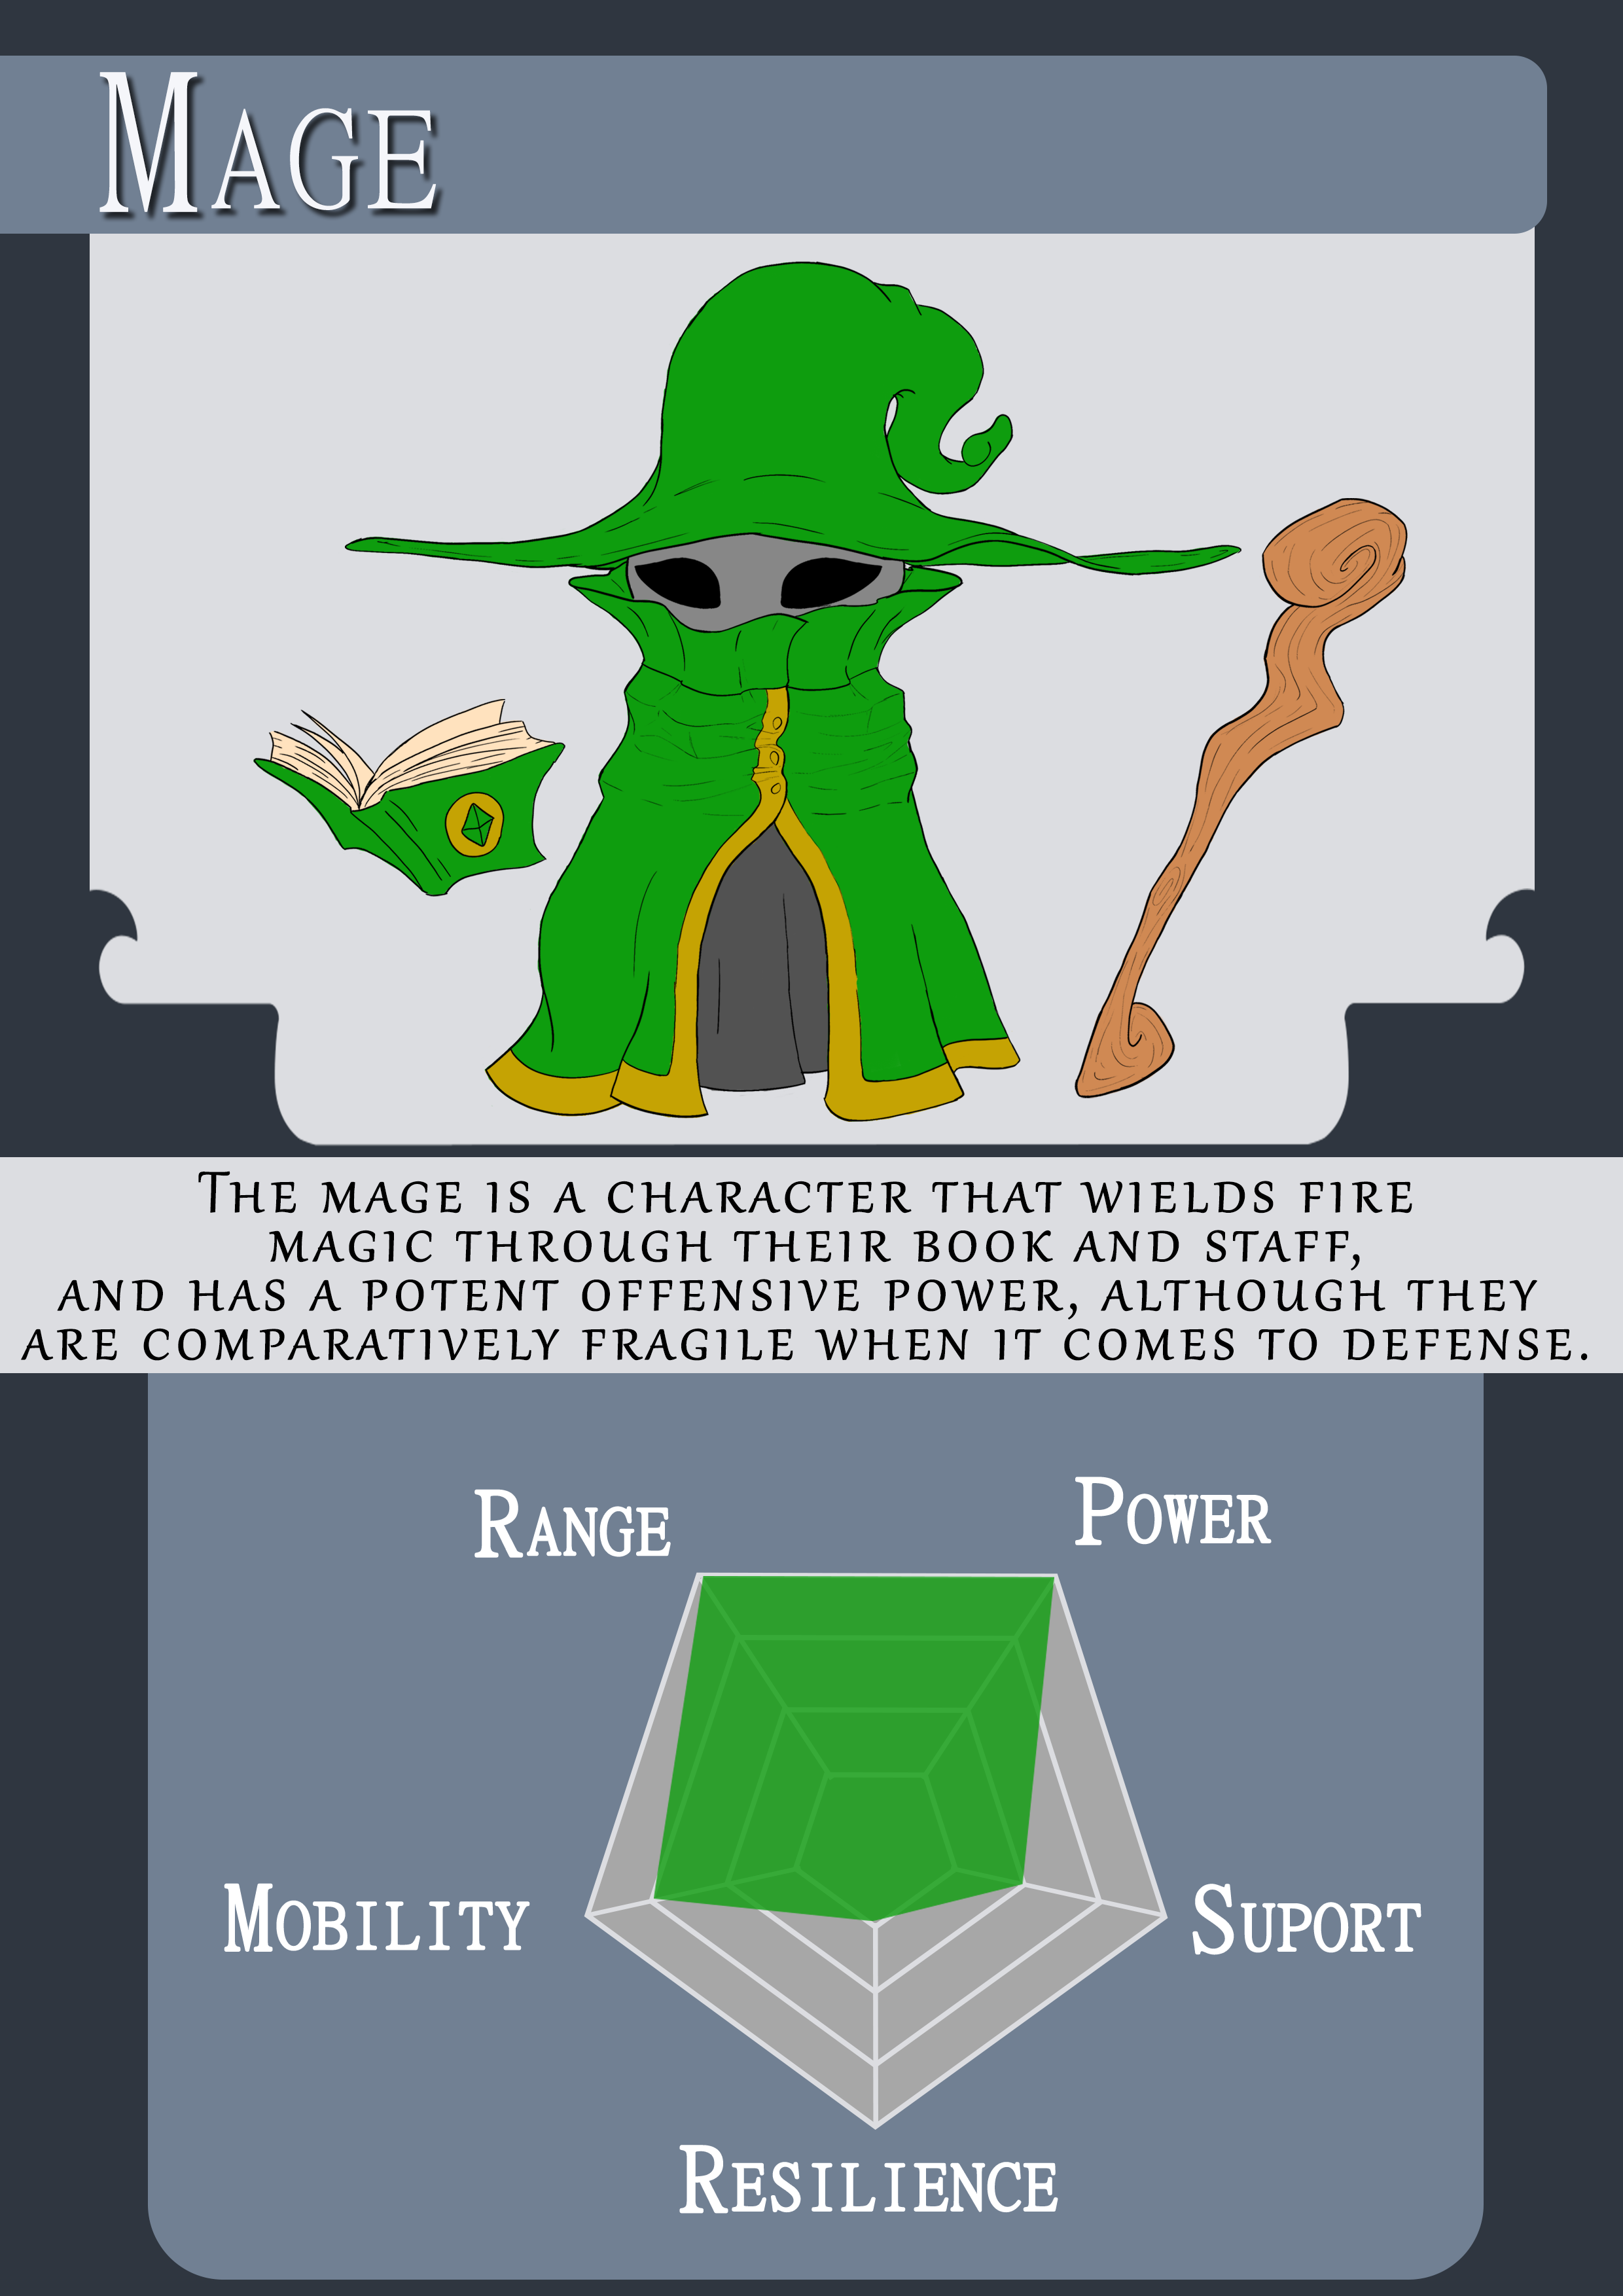 Mage
The mage is a character that wields fire
magic through their book and staff,
and has a potent offensive power, although they
are comparatively fragile when it comes to defense.
Range
Power
Mobility
Suport
Resilience